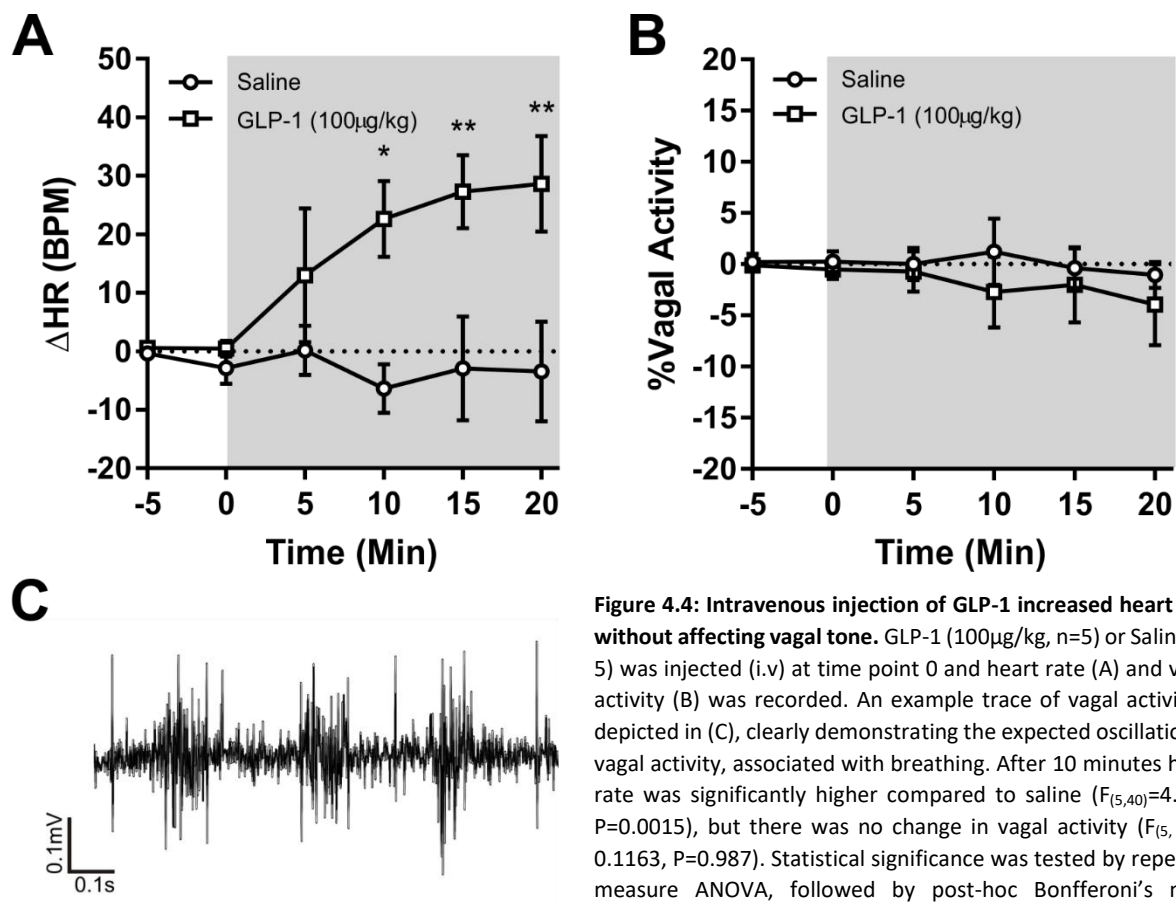 A
50
40
30
20
10
0
-10
-20
ΔHR (BPM)
Saline
GLP-1 (100µg/kg)
*
**
**
-5 0 5 10 15 20
Time (Min)
B
20
15
10
5
0
-5
-10
-15
-20
%Vagal Activity
Saline
GLP-1 (100µg/kg)
-5 0 5 10 15 20
Time (Min)
C
0.1mV
0.1s
Figure 4.4: Intravenous injection of GLP-1 increased heart
without affecting vagal tone. GLP-1 (100µg/kg, n=5) or Salin
5) was injected (i.v) at time point 0 and heart rate (A) and v
activity (B) was recorded. An example trace of vagal activi
depicted in (C), clearly demonstrating the expected oscillatio
vagal activity, associated with breathing. After 10 minutes h
rate was significantly higher compared to saline (F(5,40)=4.
P=0.0015), but there was no change in vagal activity (F(5,
0.1163, P=0.987). Statistical significance was tested by repe
measure ANOVA, followed by post-hoc Bonfferoni’s